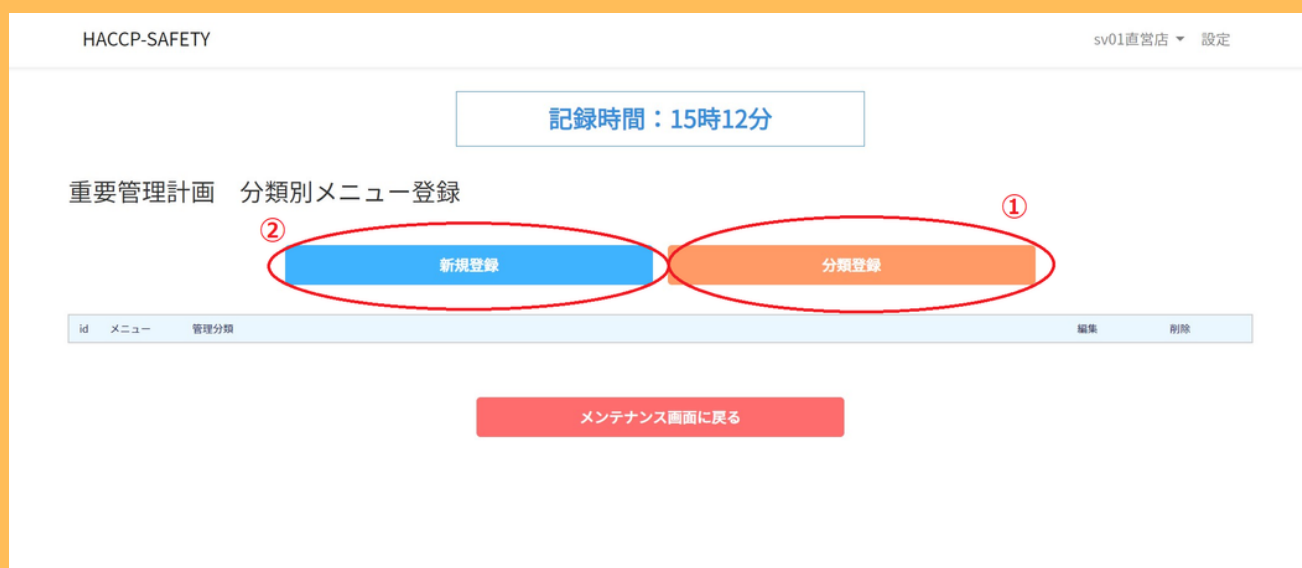 HACCP-SAFETY
sv01直営店 設定
記録時間：15時12分
重要管理計画　分類別メニュー登録
②
①
新規登録
分類登録
id メニュー 管理分類 編集 削除
メンテナンス画面に戻る